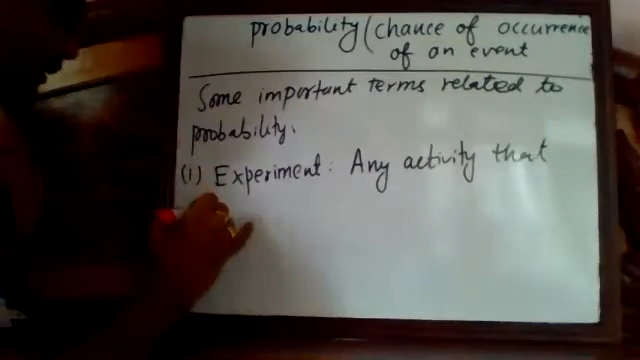 probability (chance of occurrence
of an event
Some important terms related to
probability.
(1) Experiment: Any activity that